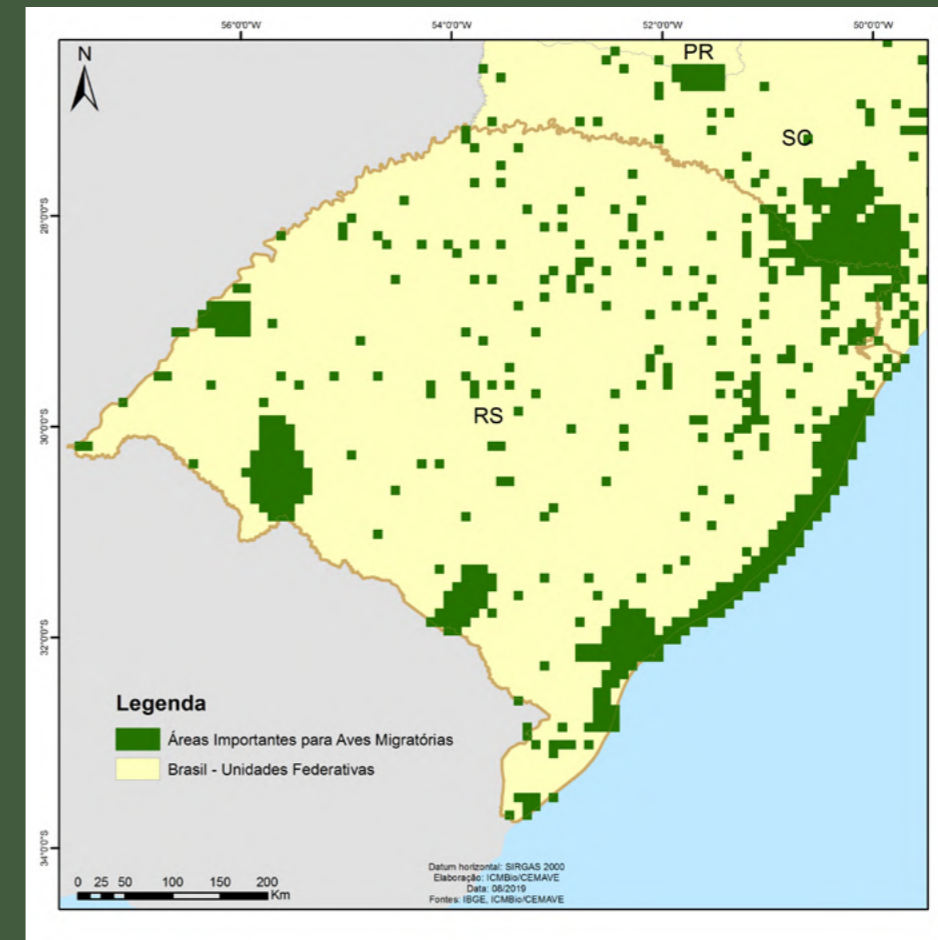 56°0'0"W 54°0'0"W 52°0'0"W 50°0'0"W
N
PR
SC
28°0'0"S
30°0'0"S
RS
32°0'0"S
34°0'0"S
Legenda
Áreas Importantes para Aves Migratórias
Brasil - Unidades Federativas
0 25 50 100 150 200
Km
Datum horizontal: SIRGAS 2000
Elaboração: ICMBio/CEMAVE
Data: 08/2019
Fontes: IBGE, ICMBio/CEMAVE